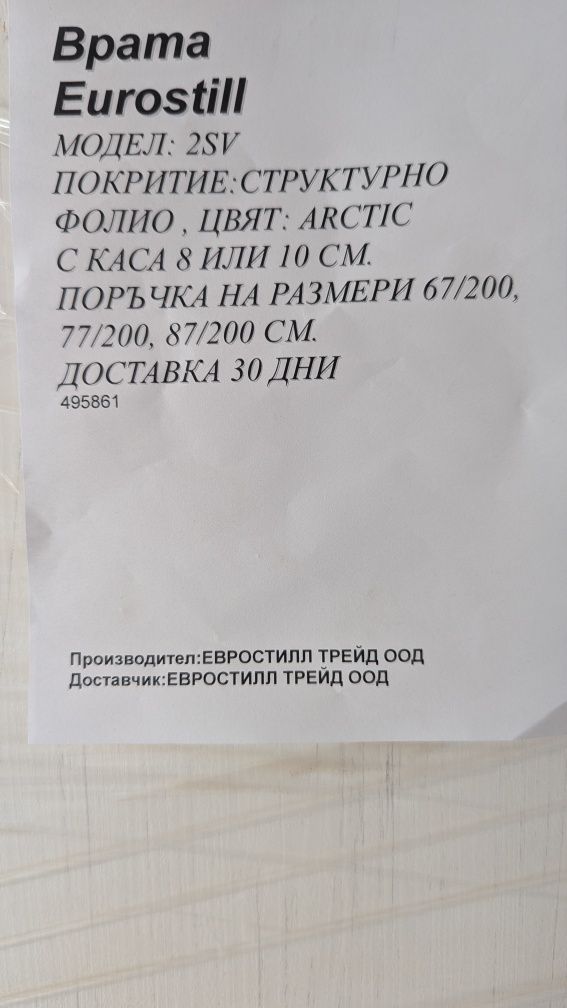 Врата
Eurostill
МОДЕЛ: 2SV
ПОКРИТИЕ:СТРУКТУРНО
ФОЛИО , ЦВЯТ: ARCTIC
С КАСА 8 ИЛИ 10 СМ.
ПОРЪЧКА НА РАЗМЕРИ 67/200,
77/200, 87/200 СМ.
ДОСТАВКА 30 ДНИ
495861
Производител:ЕВРОСТИЛЛ ТРЕЙД ООД
Доставчик:ЕВРОСТИЛЛ ТРЕЙД ООД